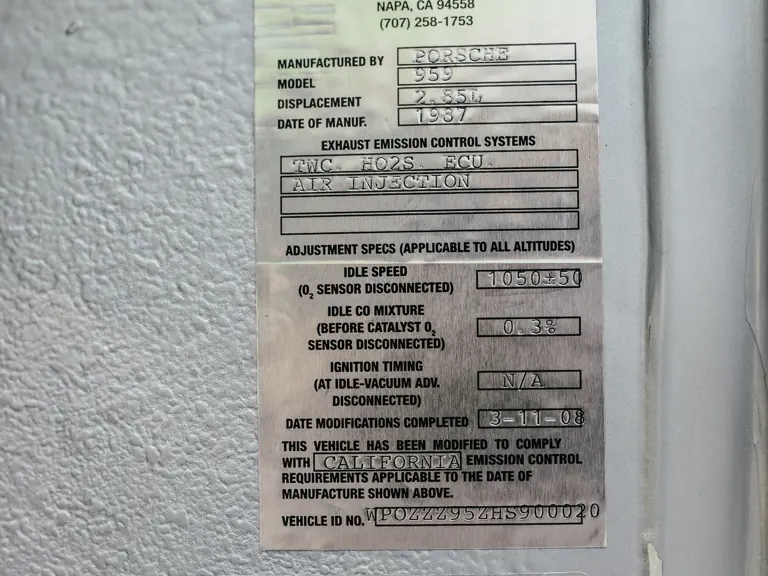 NAPA, CA 94558
(707) 258-1753
MANUFACTURED BY PORSCHE
MODEL 959
DISPLACEMENT 2.85L
DATE OF MANUF. 1987
EXHAUST EMISSION CONTROL SYSTEMS
TWC. HO2S. ECU.
AIR INJECTION
ADJUSTMENT SPECS (APPLICABLE TO ALL ALTITUDES)
IDLE SPEED
(O₂ SENSOR DISCONNECTED) 1050±50
IDLE CO MIXTURE
(BEFORE CATALYST O₂ 0.3%
SENSOR DISCONNECTED)
IGNITION TIMING
(AT IDLE-VACUUM ADV. N/A
DISCONNECTED)
DATE MODIFICATIONS COMPLETED 3-11-08
THIS VEHICLE HAS BEEN MODIFIED TO COMPLY
WITH CALIFORNIA EMISSION CONTROL
REQUIREMENTS APPLICABLE TO THE DATE OF
MANUFACTURE SHOWN ABOVE.
VEHICLE ID NO. WPOZZZ95ZHS900020